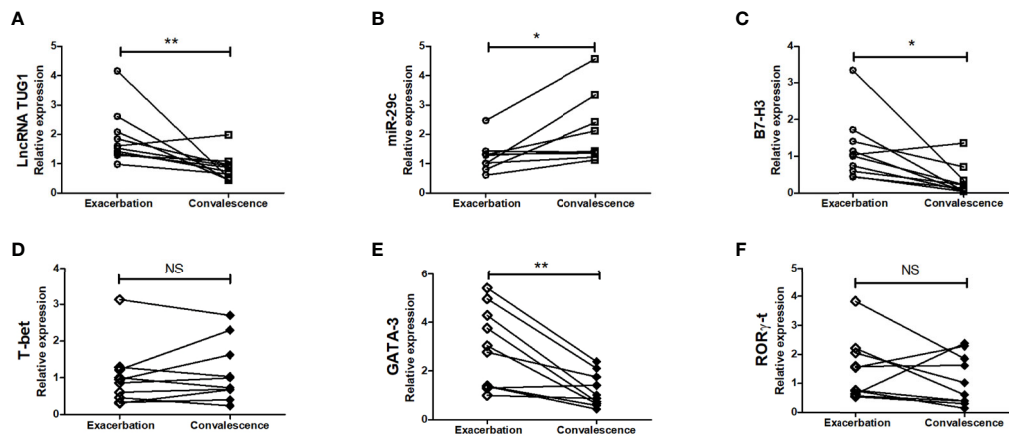 A
LncRNA TUG1
Relative expression
5
4
3
2
1
0
**
Exacerbation
Convalescence
B
miR-29c
Relative expression
5
4
3
2
1
0
*
Exacerbation
Convalescence
C
B7-H3
Relative expression
4
3
2
1
0
*
Exacerbation
Convalescence
D
T-bet
Relative expression
4
3
2
1
0
NS
Exacerbation
Convalescence
E
GATA-3
Relative expression
6
4
2
0
**
Exacerbation
Convalescence
F
RORγ-t
Relative expression
5
4
3
2
1
0
NS
Exacerbation
Convalescence